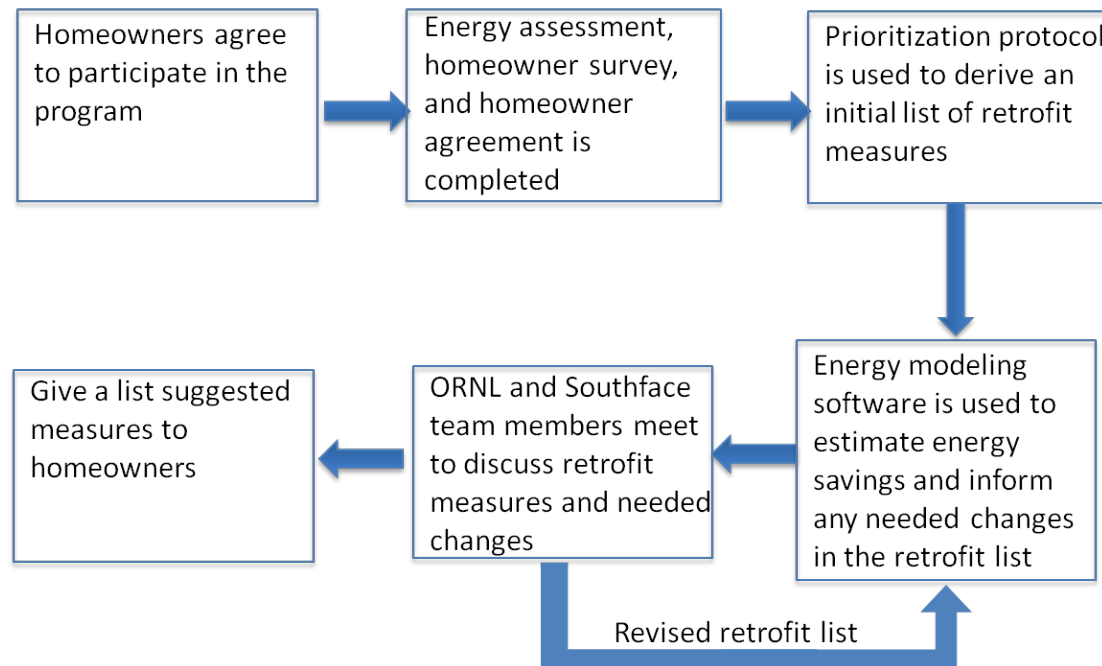 Homeowners agree
to participate in the
program
Energy assessment,
homeowner survey,
and homeowner
agreement is
completed
Prioritization protocol
is used to derive an
initial list of retrofit
measures
Energy modeling
software is used to
estimate energy
savings and inform
any needed changes
in the retrofit list
ORNL and Southface
team members meet
to discuss retrofit
measures and needed
changes
Give a list suggested
measures to
homeowners
Revised retrofit list